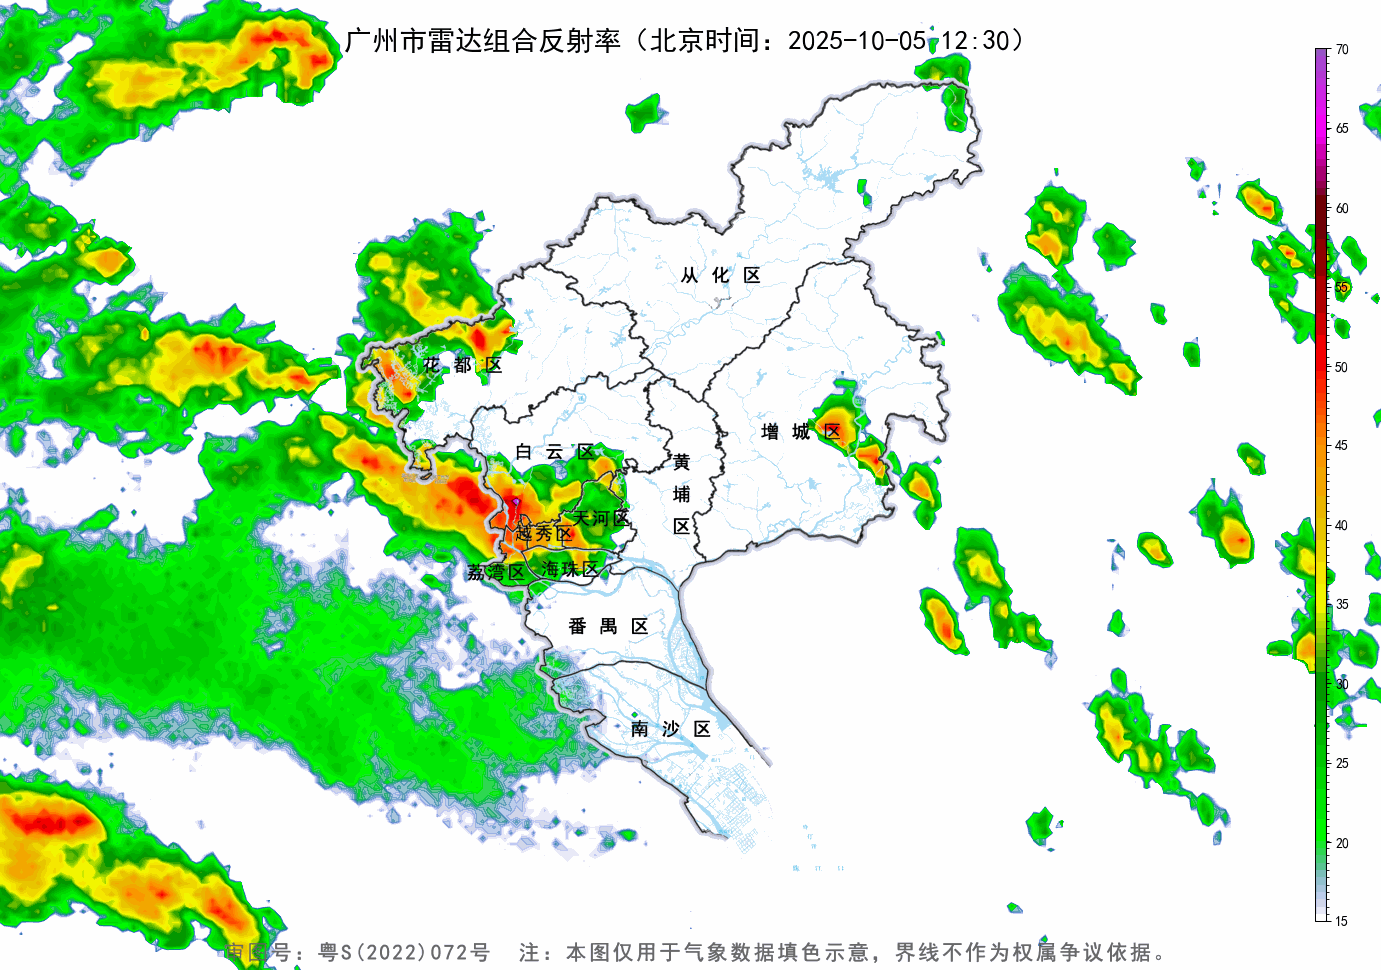 广州市雷达组合反射率（北京时间：2025-10-05 12:30）
70
65
60
55
50
45
40
35
30
25
20
15
从化区
花都区
增城区
白云区
黄埔区
天河区
越秀区
海珠区
荔湾区
番禺区
南沙区
审图号：粤S(2022)072号 注：本图仅用于气象数据填色示意，界线不作为权属争议依据。